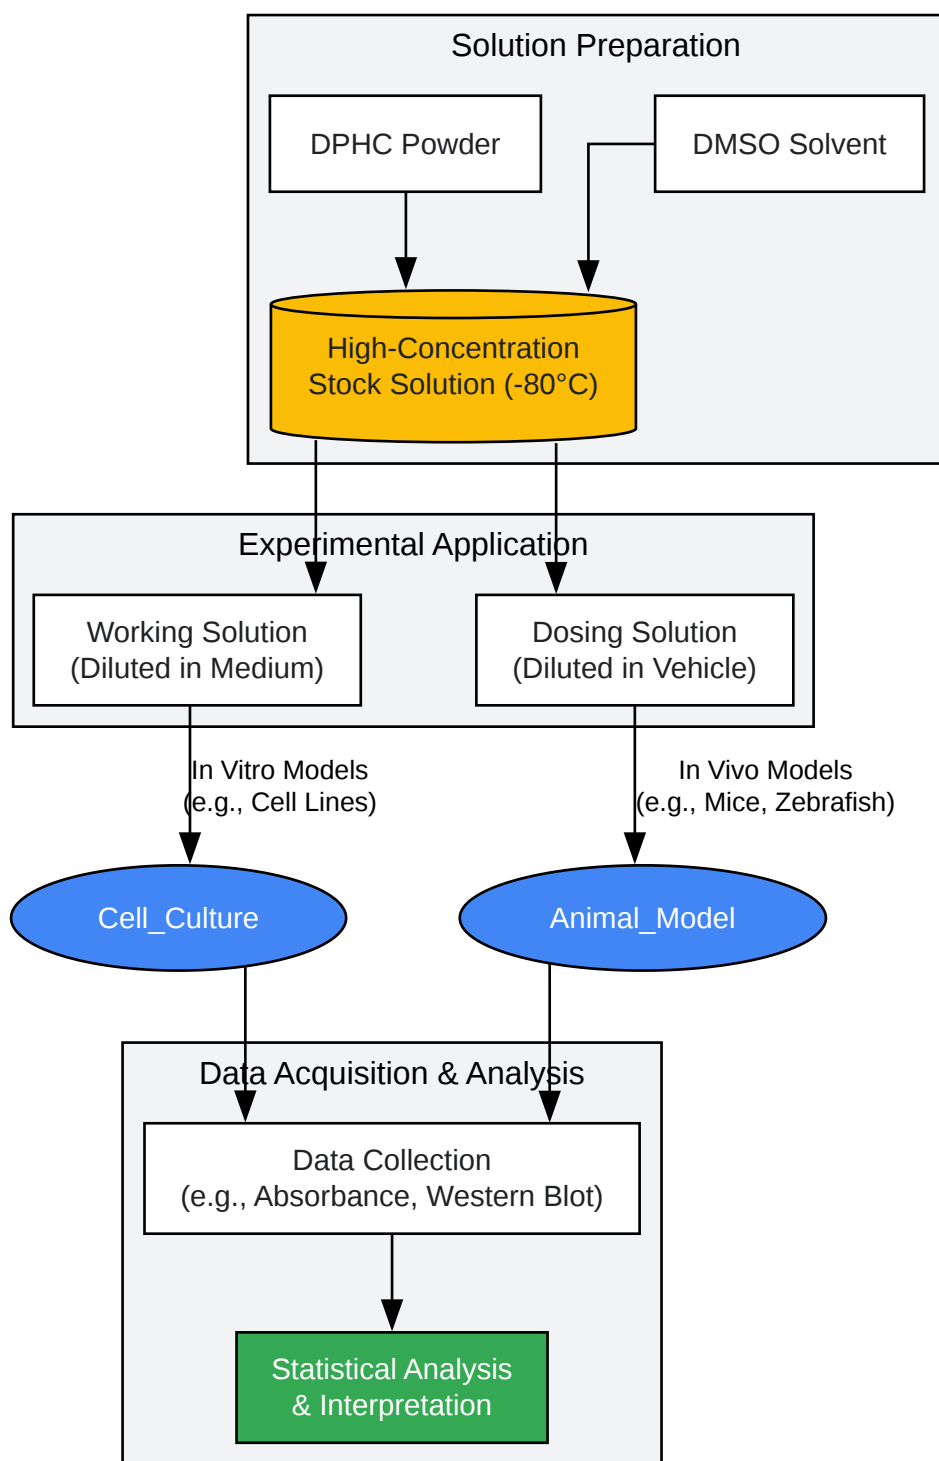 Solution Preparation
DPHC Powder
DMSO Solvent
High-Concentration
Stock Solution (-80°C)
Experimental Application
Working Solution
(Diluted in Medium)
Dosing Solution
(Diluted in Vehicle)
In Vitro Models
(e.g., Cell Lines)
In Vivo Models
(e.g., Mice, Zebrafish)
Cell_Culture
Animal_Model
Data Acquisition & Analysis
Data Collection
(e.g., Absorbance, Western Blot)
Statistical Analysis
& Interpretation